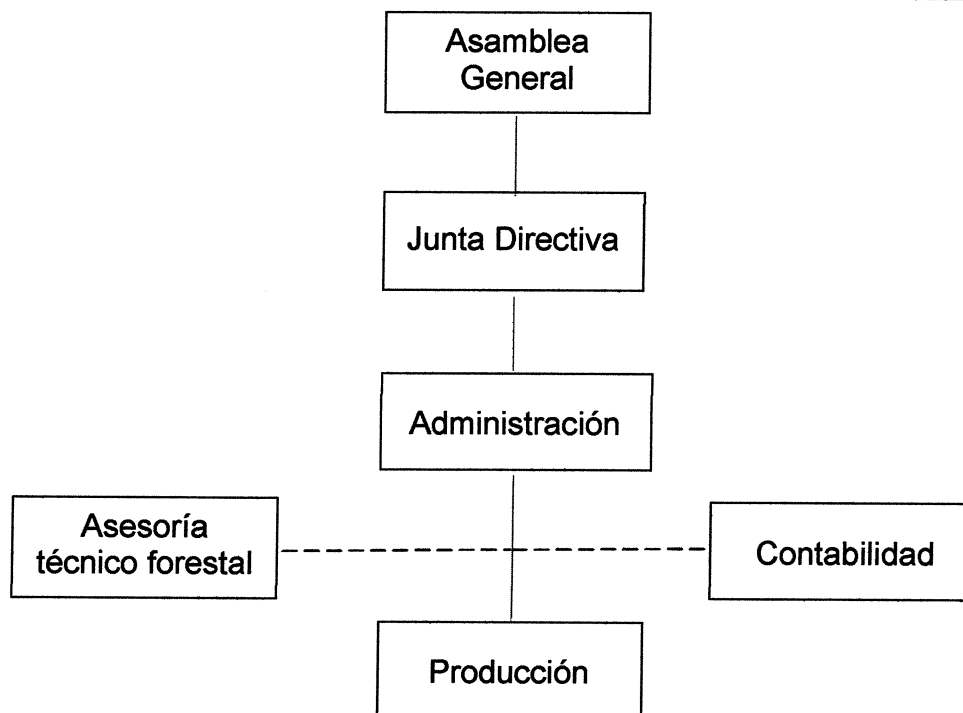 Asamblea
General
Junta Directiva
Administración
Asesoría
técnico forestal
Contabilidad
Producción